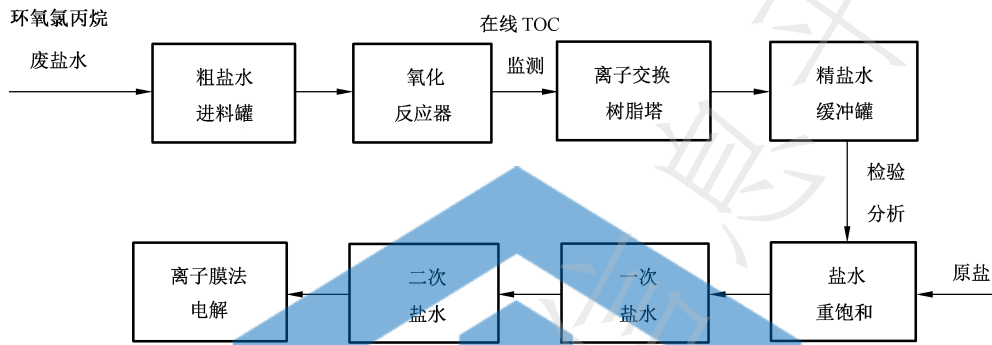 环氧氯丙烷
废盐水
粗盐水
进料罐
氧化
反应器
在线 TOC
监测
离子交换
树脂塔
精盐水
缓冲罐
检验
分析
原盐
盐水
重饱和
一次
盐水
二次
盐水
离子膜法
电解